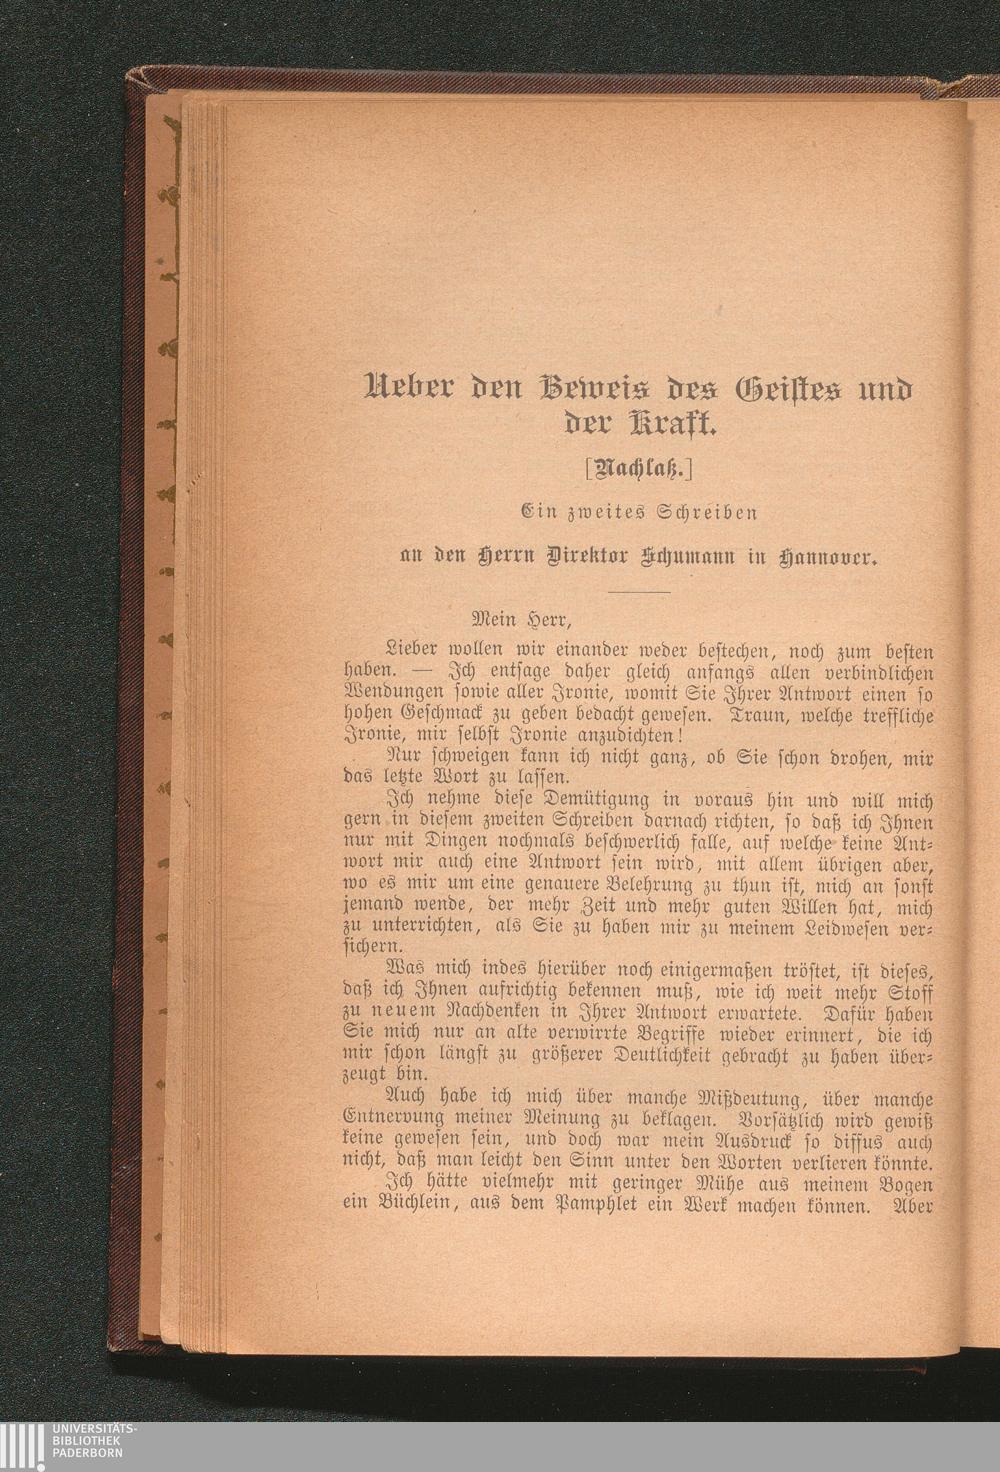 Ueber den Beweis des Geistes und
der Kraft.
[Nachlaß.]
Ein zweites Schreiben
an den Herrn Direktor Schumann in Hannover.
Mein Herr,
Lieber wollen wir einander weder bestechen, noch zum besten
haben. — Ich entsage daher gleich anfangs allen verbindlichen
Wendungen sowie aller Ironie, womit Sie Ihrer Antwort einen so
hohen Geschmack zu geben bedacht gewesen. Traun, welche treffliche
Ironie, mir selbst Ironie anzudichten!
Nur schweigen kann ich nicht ganz, ob Sie schon drohen, mir
das letzte Wort zu lassen.
Ich nehme diese Demütigung in voraus hin und will mich
gern in diesem zweiten Schreiben darnach richten, so daß ich Ihnen
nur mit Dingen nochmals beschwerlich falle, auf welche keine Ant-
wort mir auch eine Antwort sein wird, mit allem übrigen aber,
wo es mir um eine genauere Belehrung zu thun ist, mich an sonst
jemand wende, der mehr Zeit und mehr guten Willen hat, mich
zu unterrichten, als Sie zu haben mir zu meinem Leidwesen ver-
sichern.
Was mich indes hierüber noch einigermaßen tröstet, ist dieses,
daß ich Ihnen aufrichtig bekennen muß, wie ich weit mehr Stoff
zu neuem Nachdenken in Ihrer Antwort erwartete. Dafür haben
Sie mich nur an alte verwirrte Begriffe wieder erinnert, die ich
mir schon längst zu größerer Deutlichkeit gebracht zu haben über-
zeugt bin.
Auch habe ich mich über manche Mißdeutung, über manche
Entnervung meiner Meinung zu beklagen. Vorsätzlich wird gewiß
keine gewesen sein, und doch war mein Ausdruck so diffus auch
nicht, daß man leicht den Sinn unter den Worten verlieren könnte.
Ich hätte vielmehr mit geringer Mühe aus meinem Bogen
ein Büchlein, aus dem Pamphlet ein Werk machen können. Aber
UNIVERSITÄTS-
BIBLIOTHEK
PADERBORN